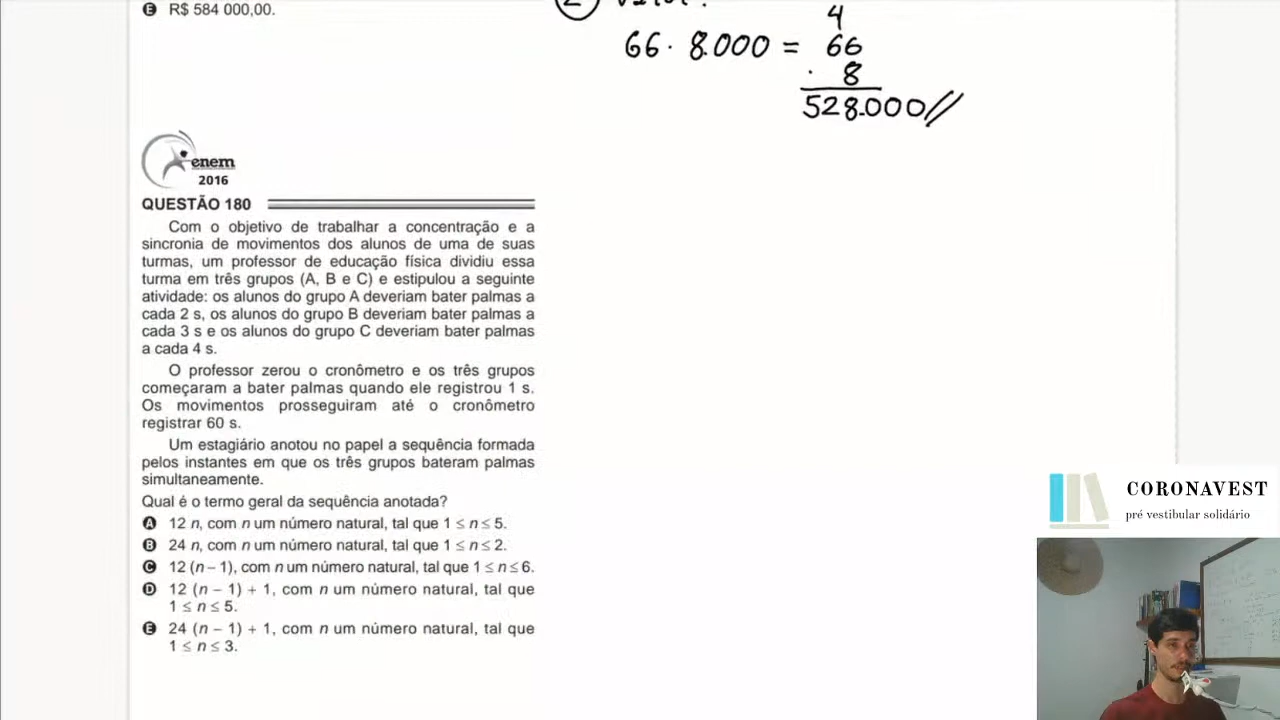 E R$ 584 000,00.
4
66 · 8.000 = 66
· 8
528.000
enem
2016
QUESTÃO 180
Com o objetivo de trabalhar a concentração e a
sincronia de movimentos dos alunos de uma de suas
turmas, um professor de educação física dividiu essa
turma em três grupos (A, B e C) e estipulou a seguinte
atividade: os alunos do grupo A deveriam bater palmas a
cada 2 s, os alunos do grupo B deveriam bater palmas a
cada 3 s e os alunos do grupo C deveriam bater palmas
a cada 4 s.
O professor zerou o cronômetro e os três grupos
começaram a bater palmas quando ele registrou 1 s.
Os movimentos prosseguiram até o cronômetro
registrar 60 s.
Um estagiário anotou no papel a sequência formada
pelos instantes em que os três grupos bateram palmas
simultaneamente.
Qual é o termo geral da sequência anotada?
A 12 n, com n um número natural, tal que 1 ≤ n ≤ 5.
B 24 n, com n um número natural, tal que 1 ≤ n ≤ 2.
C 12 (n – 1), com n um número natural, tal que 1 ≤ n ≤ 6.
D 12 (n – 1) + 1, com n um número natural, tal que
1 ≤ n ≤ 5.
E 24 (n – 1) + 1, com n um número natural, tal que
1 ≤ n ≤ 3.
CORONAVEST
pré vestibular solidário